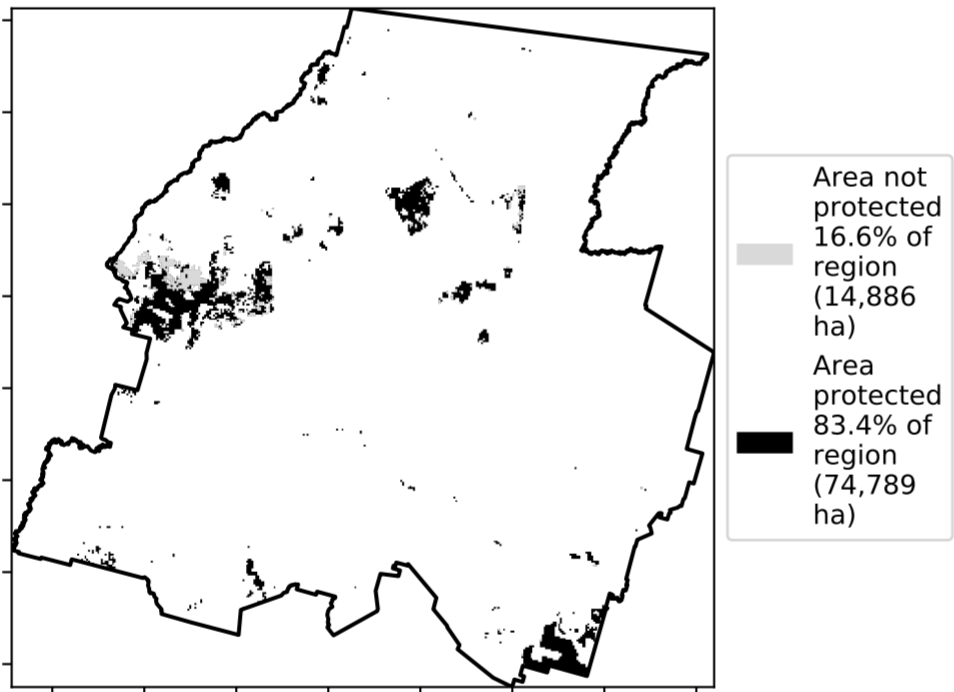 Area not
protected
16.6% of
region
(14,886
ha)
Area
protected
83.4% of
region
(74,789
ha)